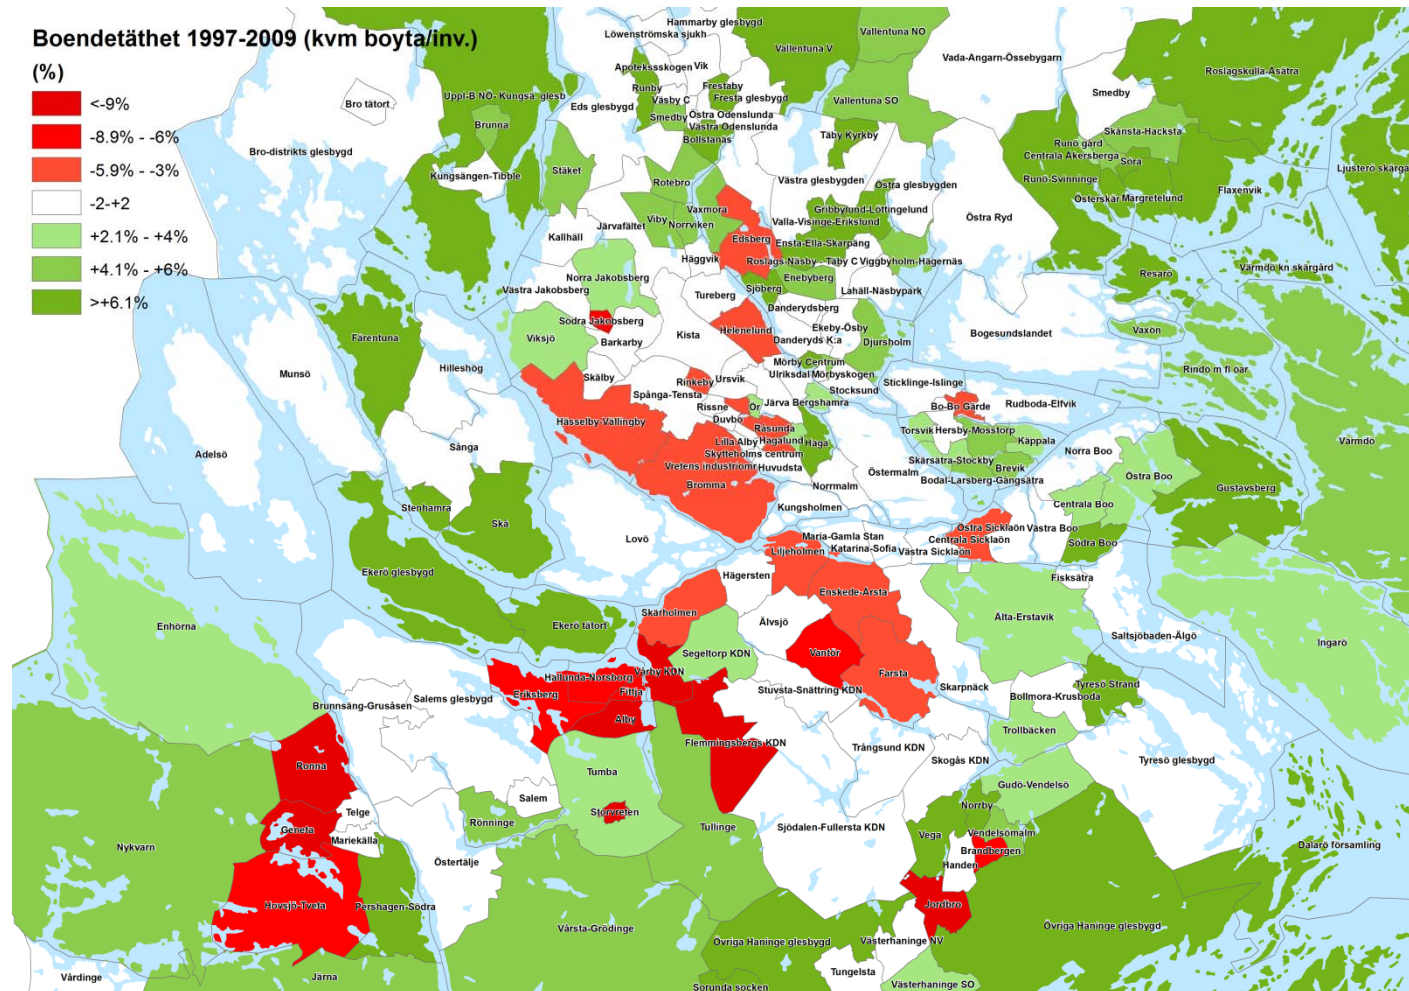 Boendetäthet 1997-2009 (kvm boyta/inv.)
(%)
<-9%
-8.9% - -6%
-5.9% - -3%
-2-+2
+2.1% - +4%
+4.1% - +6%
>+6.1%
Hammarby glesbygd
Löwenströmska sjukh
Vallentuna V
Vallentuna NÖ
Vada-Angarn-Össebygarn
Roslagskulla-Åsätra
Apoteksskogen
Vik
Runby
Frestaby
Väsby C
Fresta glesbygd
Eds glesbygd
Uppl-B NÖ- Kungsä. glesb
Bro tätort
Vallentuna SO
Smedby
Smedby
Östra Odenslunda
Västra Odenslunda
Brunna
Bollstanäs
Täby Kyrkby
Skånsta-Hacksta
Runö gård
Centrala Åkersberga
Sora
Bro-distrikts glesbygd
Ljusterö skärgå
Kungsängen-Tibble
Stäket
Rotebro
Västra glesbygden
Östra glesbygden
Runö-Svinninge
Flaxenvik
Österskär
Margretelund
Vaxmora
Gribbylund-Löttingelund
Viby
Valla-Visinge-Erikslund
Östra Ryd
Järvafältet
Norrviken
Kallhäll
Edsberg
Ensta-Ella-Skarpäng
Häggvik
Roslags-Näsby - Täby C
Viggbyholm-Hägernäs
Värmdö kn skärgård
Norra Jakobsberg
Enebyberg
Resarö
Västra Jakobsberg
Sjöberg
Lahäll-Näsbypark
Tureberg
Danderydsberg
Södra Jakobsberg
Helenelund
Ekeby-Ösby
Bogesundslandet
Vaxön
Färentuna
Viksjö
Kista
Danderyds K:a
Djursholm
Barkarby
Hilleshög
Munsö
Mörby Centrum
Rindö m fl öar
Skälby
Ursvik
Ulriksdal
Mörbyskogen
Rinkeby
Sticklinge-Islinge
Spånga-Tensta
Stocksund
Järva
Bergshamra
Rissne
Ör
Bo-Bo Gärde
Rudboda-Elfvik
Hässelby-Vällingby
Duvbo
Råsunda
Torsvik
Hersby-Mosstorp
Lilla Alby
Hagalund
Haga
Käppala
Värmdö
Sånga
Adelsö
Skytteholms centrum
Norra Boo
Skärsätra-Stockby
Vretens industriomr
Huvudsta
Östermalm
Brevik
Östra Boo
Bromma
Norrmalm
Bodal-Larsberg-Gångsätra
Gustavsberg
Stenhamra
Kungsholmen
Centrala Boo
Skå
Östra Sicklaön
Västra Boo
Lovö
Maria-Gamla Stan
Centrala Sicklaön
Södra Boo
Katarina-Sofia
Liljeholmen
Västra Sicklaön
Ekerö glesbygd
Hägersten
Fisksätra
Enskede-Årsta
Skärholmen
Enhörna
Ekerö tätort
Älvsjö
Älta-Erstavik
Saltsjöbaden-Älgö
Ingarö
Segeltorp KDN
Vantör
Vårby KDN
Farsta
Hallunda-Norsborg
Tyresö Strand
Skarpnäck
Fittja
Eriksberg
Stuvsta-Snättring KDN
Bollmora-Krusboda
Salems glesbygd
Brunnsäng-Grusåsen
Alby
Trollbäcken
Flemmingsbergs KDN
Trångsund KDN
Skogås KDN
Tyresö glesbygd
Ronna
Tumba
Gudö-Vendelsö
Salem
Norrby
Telge
Storvreten
Rönninge
Geneta
Tullinge
Sjödalen-Fullersta KDN
Vega
Vendelsömalm
Mariekälla
Nykvarn
Dalarö församling
Brandbergen
Östertälje
Handen
Jordbro
Hovsjö-Tveta
Pershagen-Södra
Vårsta-Grödinge
Övriga Haninge glesbygd
Övriga Haninge glesbygd
Västerhaninge NV
Vårdinge
Järna
Tungelsta
Västerhaninge SO
Sorunda socken